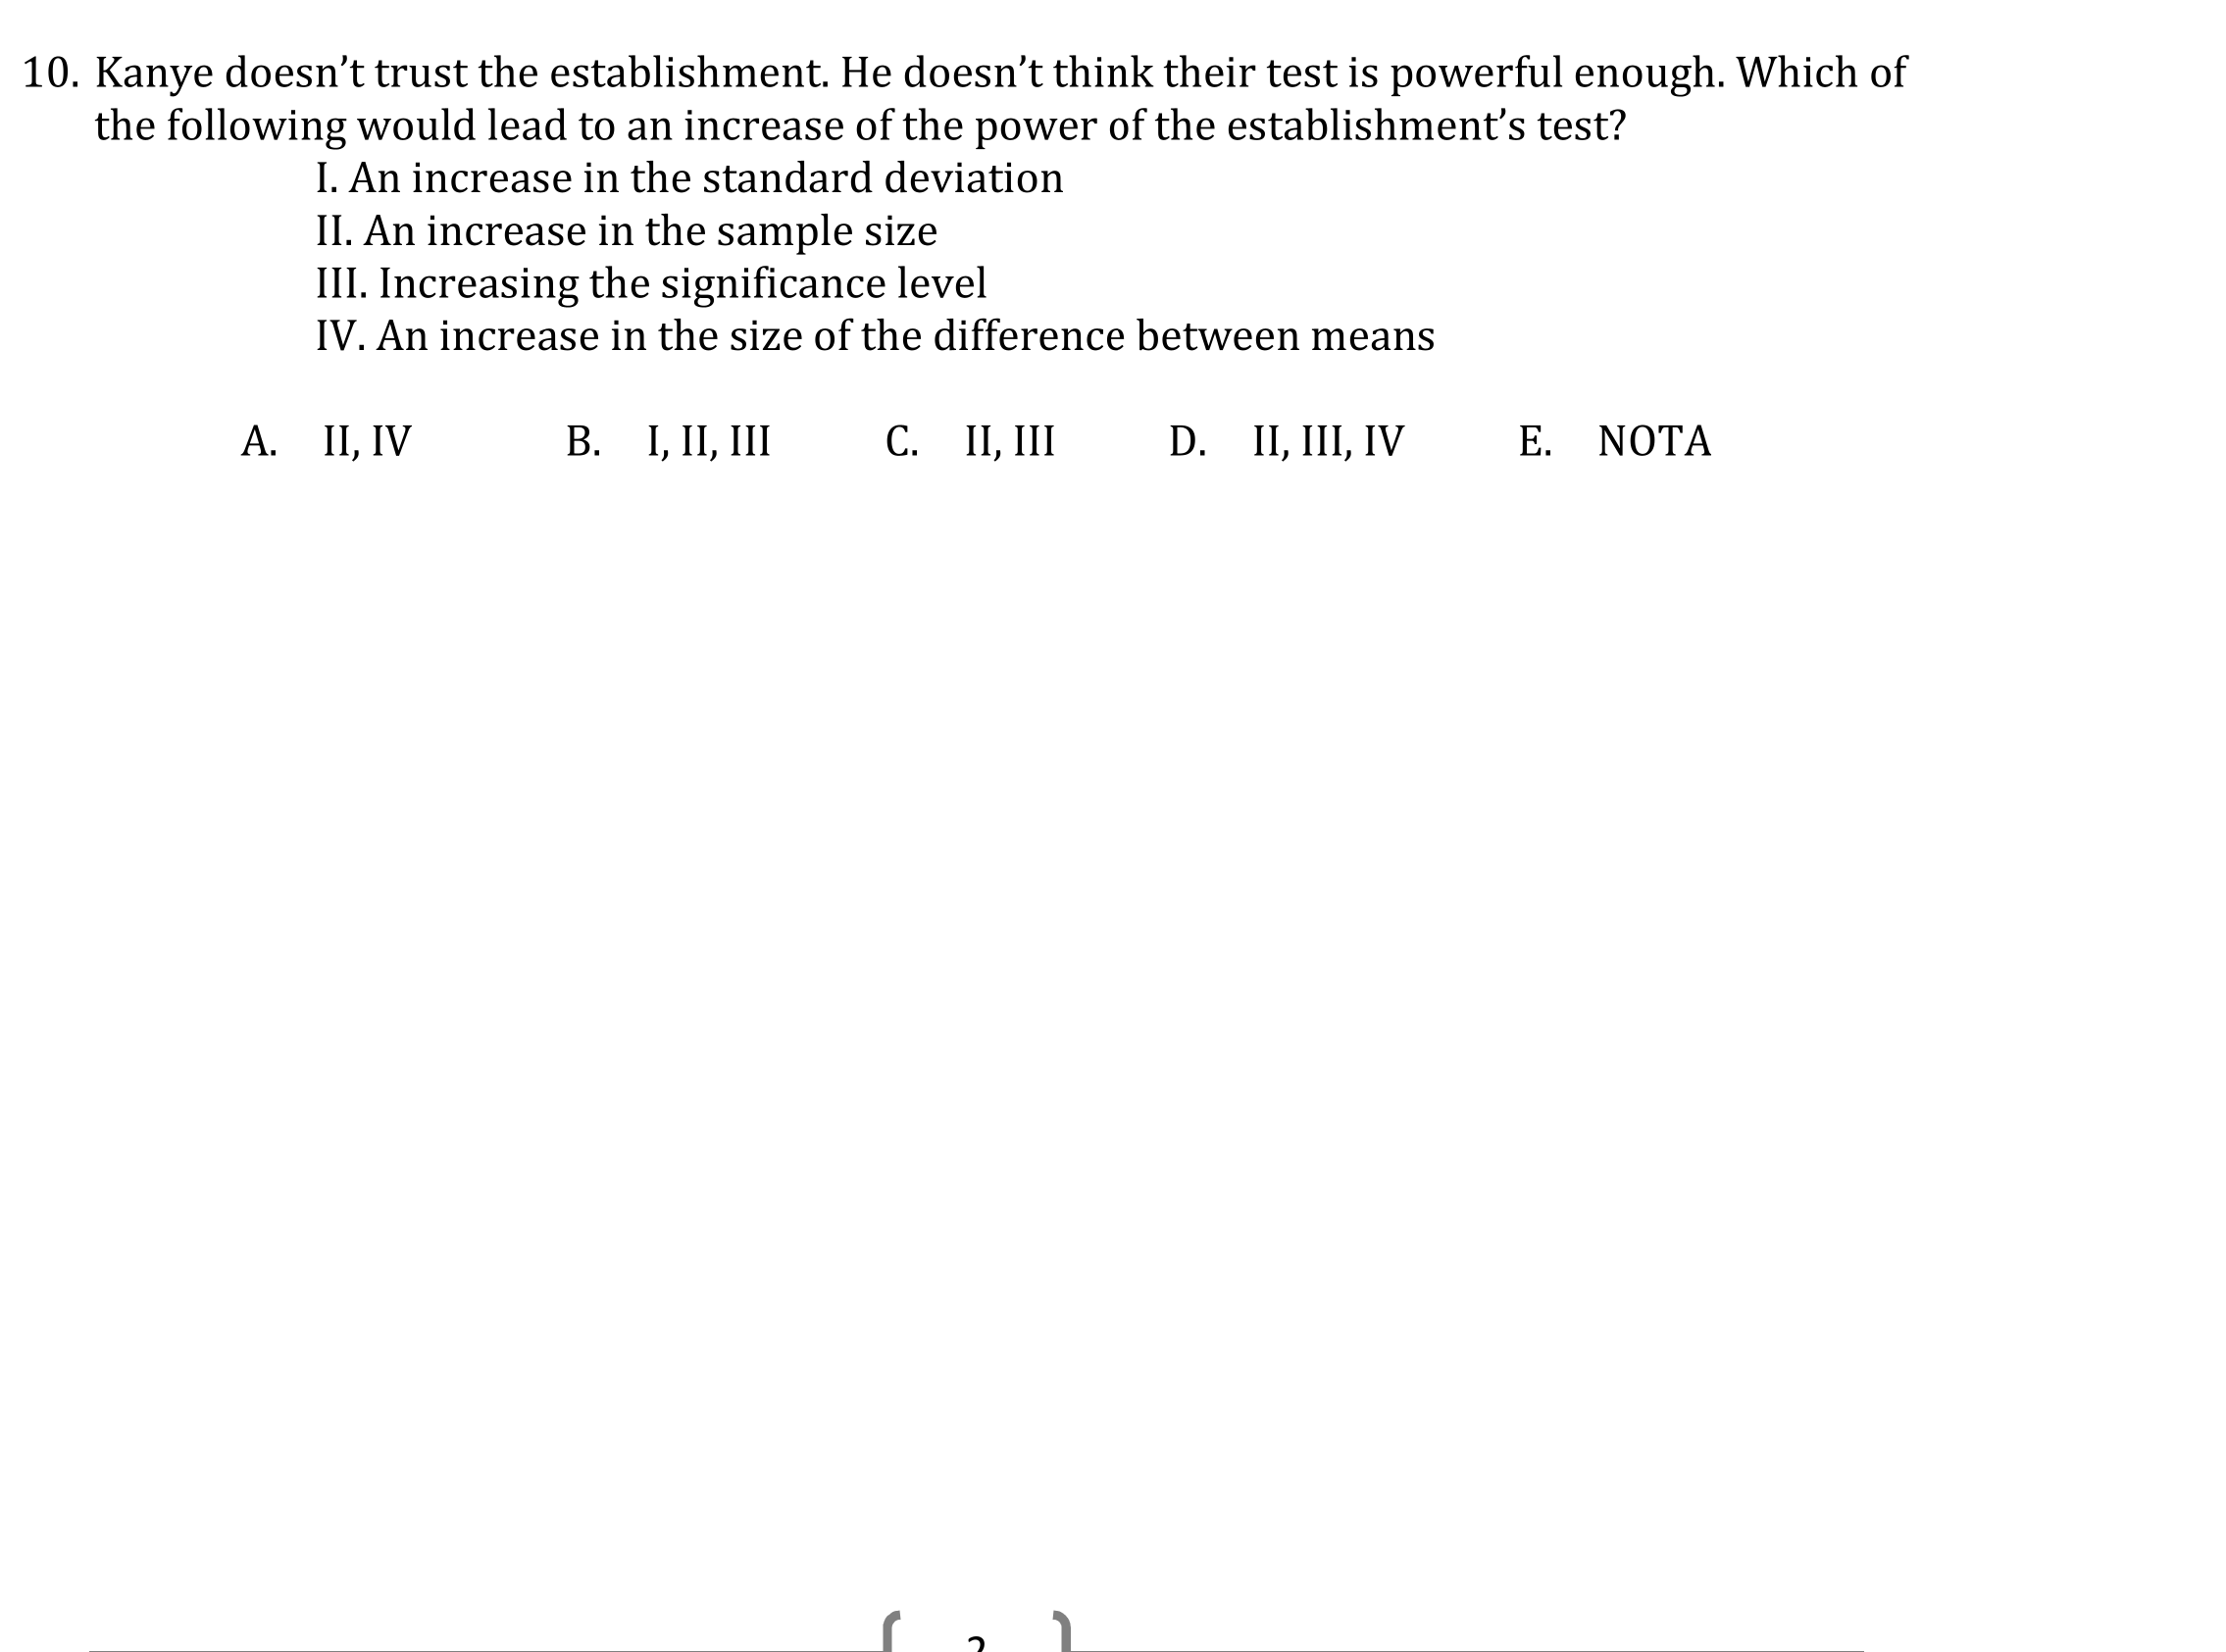 10. Kanye doesn’t trust the establishment. He doesn’t think their test is powerful enough. Which of
the following would lead to an increase of the power of the establishment’s test?
I. An increase in the standard deviation
II. An increase in the sample size
III. Increasing the significance level
IV. An increase in the size of the difference between means
A. II, IV B. I, II, III C. II, III D. II, III, IV E. NOTA